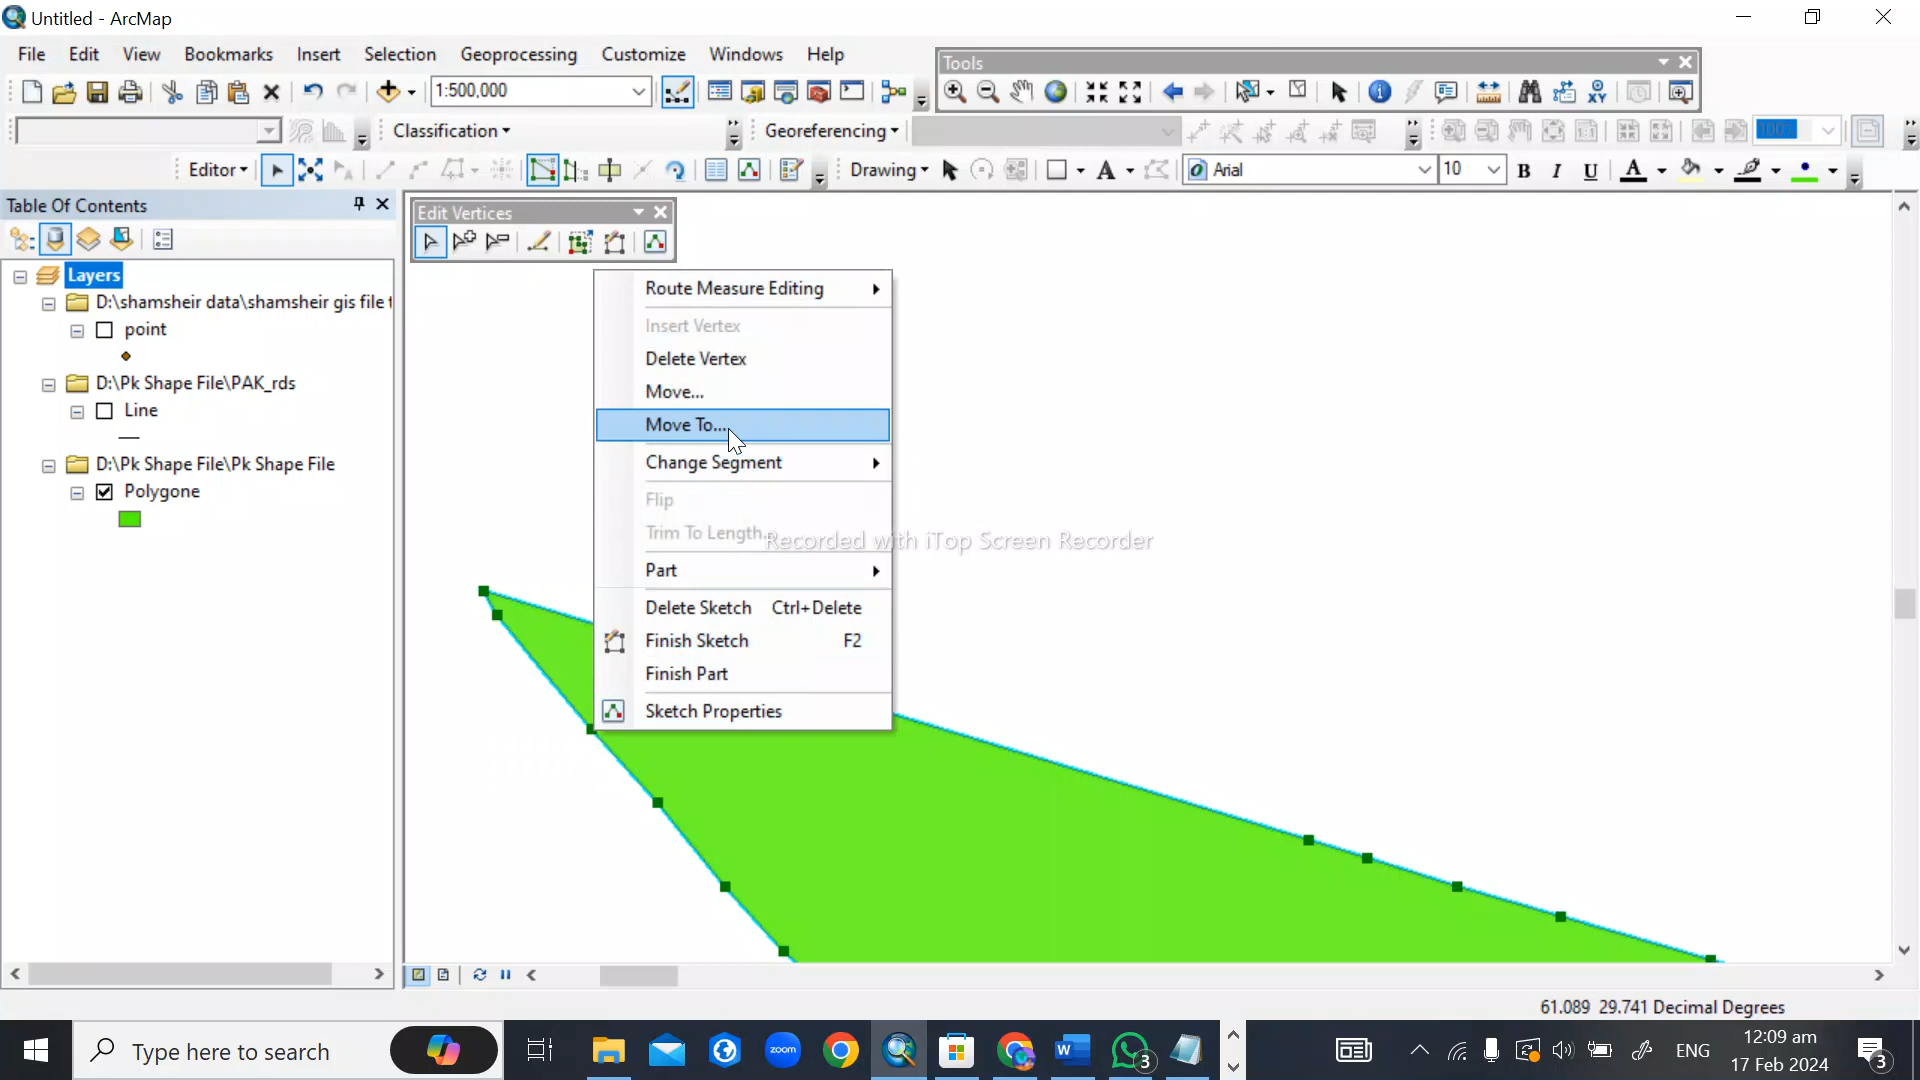 Untitled - ArcMap
File Edit View Bookmarks Insert Selection Geoprocessing Customize Windows Help
Tools
1:500,000
Classification
Georeferencing
100%
Editor
Drawing
Arial
10
B I U A
Table Of Contents
Edit Vertices
Layers
D:\shamsheir data\shamsheir gis file t
point
D:\Pk Shape File\PAK_rds
Line
D:\Pk Shape File\Pk Shape File
Polygone
Route Measure Editing
Insert Vertex
Delete Vertex
Move...
Move To...
Change Segment
Flip
Trim To Length...
Recorded with iTop Screen Recorder
Part
Delete Sketch Ctrl+Delete
Finish Sketch F2
Finish Part
Sketch Properties
61.089 29.741 Decimal Degrees
Type here to search
zoom
3
ENG
12:09 am
17 Feb 2024
3